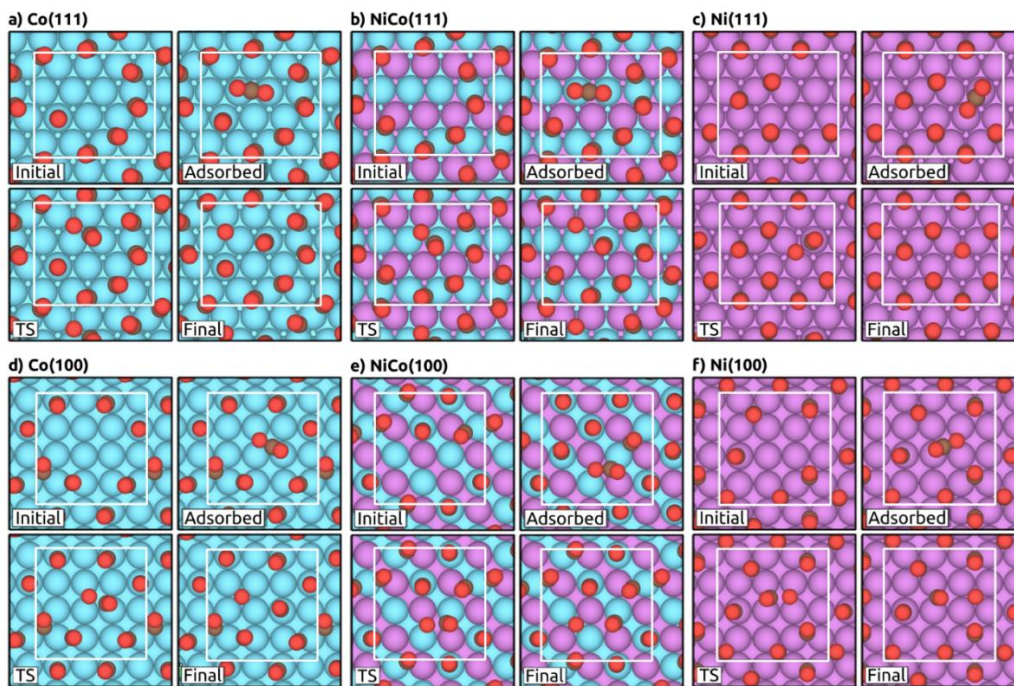 a) Co(111) b) NiCo(111) c) Ni(111)
Initial Adsorbed Initial Adsorbed Initial Adsorbed
TS Final TS Final TS Final
d) Co(100) e) NiCo(100) f) Ni(100)
Initial Adsorbed Initial Adsorbed Initial Adsorbed
TS Final TS Final TS Final